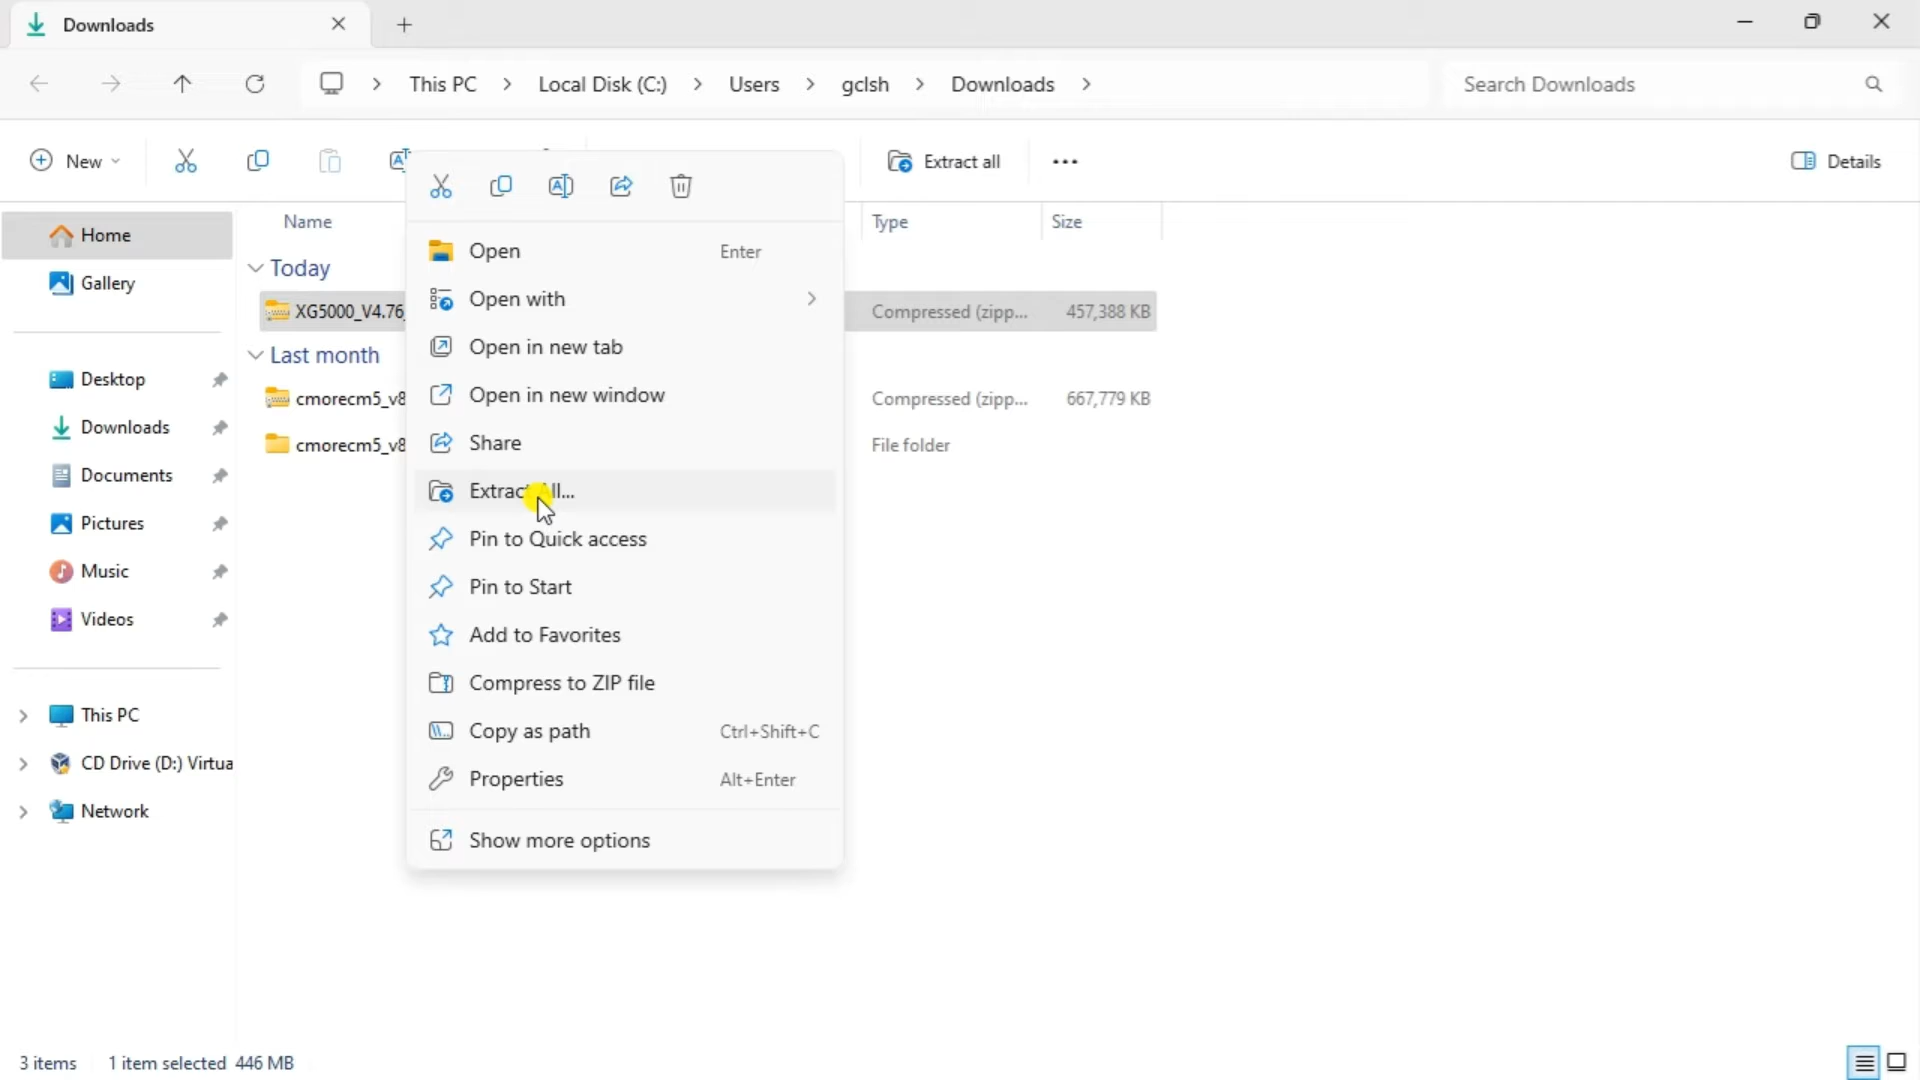 Downloads
This PC > Local Disk (C:) > Users > gclsh > Downloads >
Search Downloads
New
Extract all
Details
Name
Type
Size
Home
Gallery
Desktop
Downloads
Documents
Pictures
Music
Videos
This PC
CD Drive (D:) Virtua
Network
Today
XG5000_V4.76_
Compressed (zipp...
457,388 KB
Last month
cmorecm5_v8
Compressed (zipp...
667,779 KB
cmorecm5_v8
File folder
Open Enter
Open with
Open in new tab
Open in new window
Share
Extract All...
Pin to Quick access
Pin to Start
Add to Favorites
Compress to ZIP file
Copy as path Ctrl+Shift+C
Properties Alt+Enter
Show more options
3 items 1 item selected 446 MB